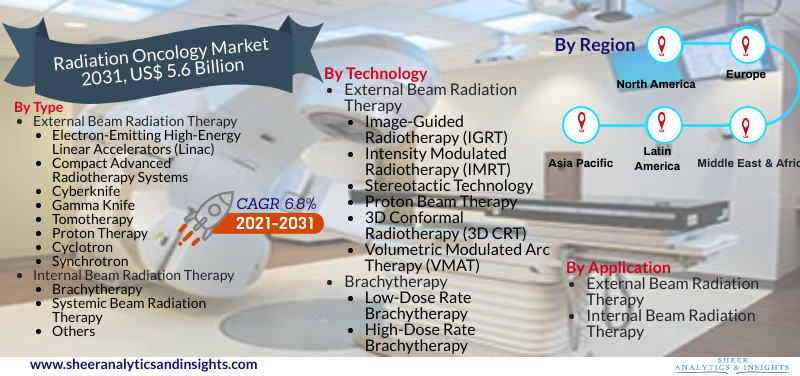 Radiation Oncology Market
2031, US$ 5.6 Billion
By Type
External Beam Radiation Therapy
Electron-Emitting High-Energy
Linear Accelerators (Linac)
Compact Advanced
Radiotherapy Systems
Cyberknife
Gamma Knife
Tomotherapy
Proton Therapy
Cyclotron
Synchrotron
Internal Beam Radiation Therapy
Brachytherapy
Systemic Beam Radiation
Therapy
Others
CAGR 6.8%
2021-2031
By Technology
External Beam Radiation
Therapy
Image-Guided
Radiotherapy (IGRT)
Intensity Modulated
Radiotherapy (IMRT)
Stereotactic Technology
Proton Beam Therapy
3D Conformal
Radiotherapy (3D CRT)
Volumetric Modulated Arc
Therapy (VMAT)
Brachytherapy
Low-Dose Rate
Brachytherapy
High-Dose Rate
Brachytherapy
By Region
North America
Europe
Asia Pacific
Latin
America
Middle East & Afric
By Application
External Beam Radiation
Therapy
Internal Beam Radiation
Therapy
www.sheeranalyticsandinsights.com
SHEER
ANALYTICS & INSIGHTS